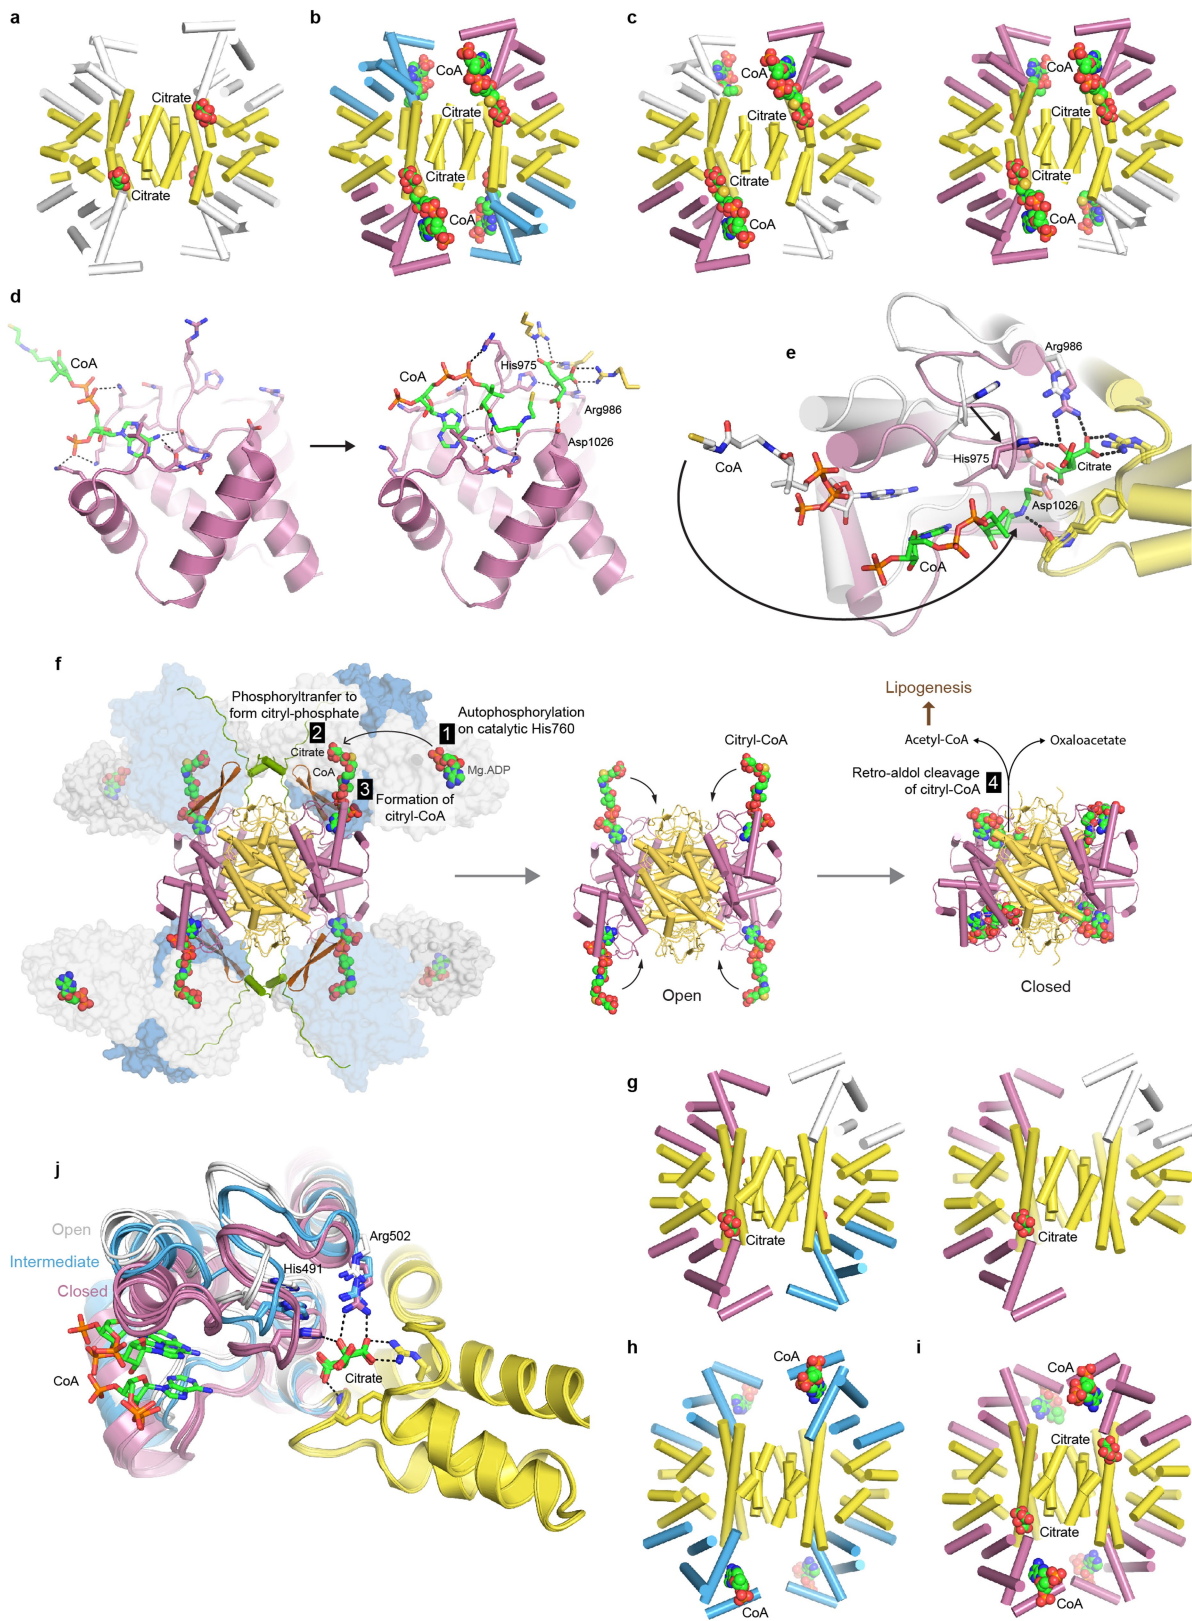 a
Citrate
Citrate
b
CoA
Citrate
Citrate
CoA
c
CoA
Citrate
Citrate
CoA
CoA
Citrate
Citrate
CoA
d
CoA
CoA
His975
Arg986
Asp1026
e
Arg986
CoA
His975
Citrate
Asp1026
CoA
f
Phosphoryltranfer to
form citryl-phosphate
2
Citrate
CoA
1
Autophosphorylation
on catalytic His760
Mg.ADP
3
Formation of
citryl-CoA
Citryl-CoA
Open
Lipogenesis
Acetyl-CoA
Oxaloacetate
Retro-aldol cleavage
of citryl-CoA
4
Closed
g
Citrate
Citrate
j
Open
Intermediate
Closed
Arg502
His491
CoA
Citrate
h
CoA
CoA
i
CoA
Citrate
Citrate
CoA